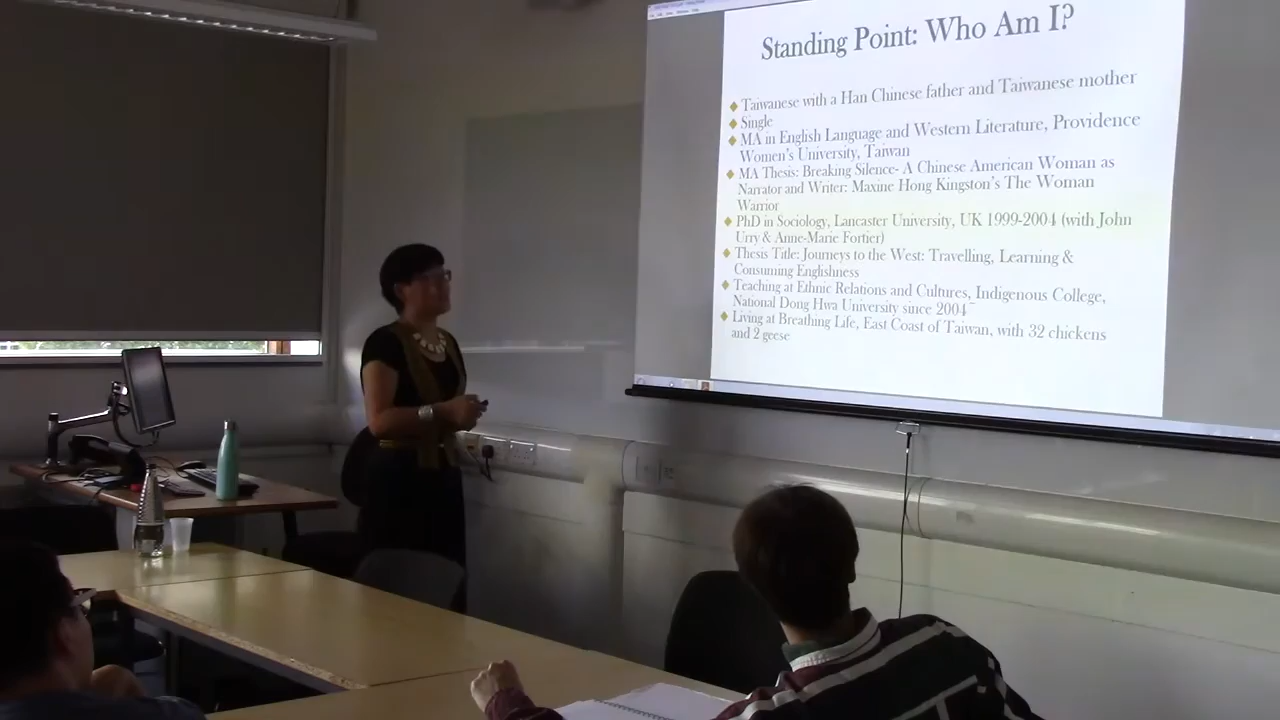 Standing Point: Who Am I?
Taiwanese with a Han Chinese father and Taiwanese mother
Single
MA in English Language and Western Literature, Providence
Women's University, Taiwan
MA Thesis: Breaking Silence- A Chinese American Woman as
Narrator and Writer: Maxine Hong Kingston's The Woman
Warrior
PhD in Sociology, Lancaster University, UK 1999-2004 (with John
Urry & Anne-Marie Fortier)
Thesis Title: Journeys to the West: Travelling, Learning &
Consuming Englishness
Teaching at Ethnic Relations and Cultures, Indigenous College,
National Dong Hwa University since 2004
Living at Breathing Life, East Coast of Taiwan, with 32 chickens
and 2 geese